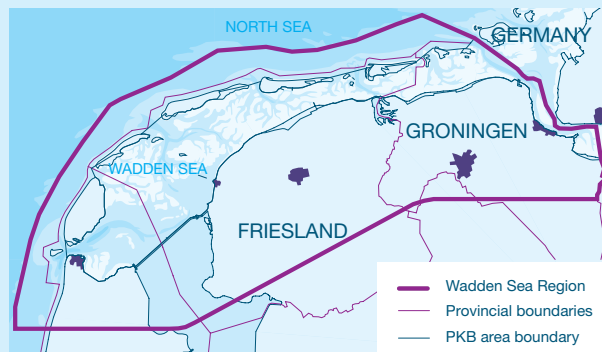 NORTH SEA
GERMANY
GRONINGEN
WADDEN SEA
FRIESLAND
Wadden Sea Region
Provincial boundaries
PKB area boundary